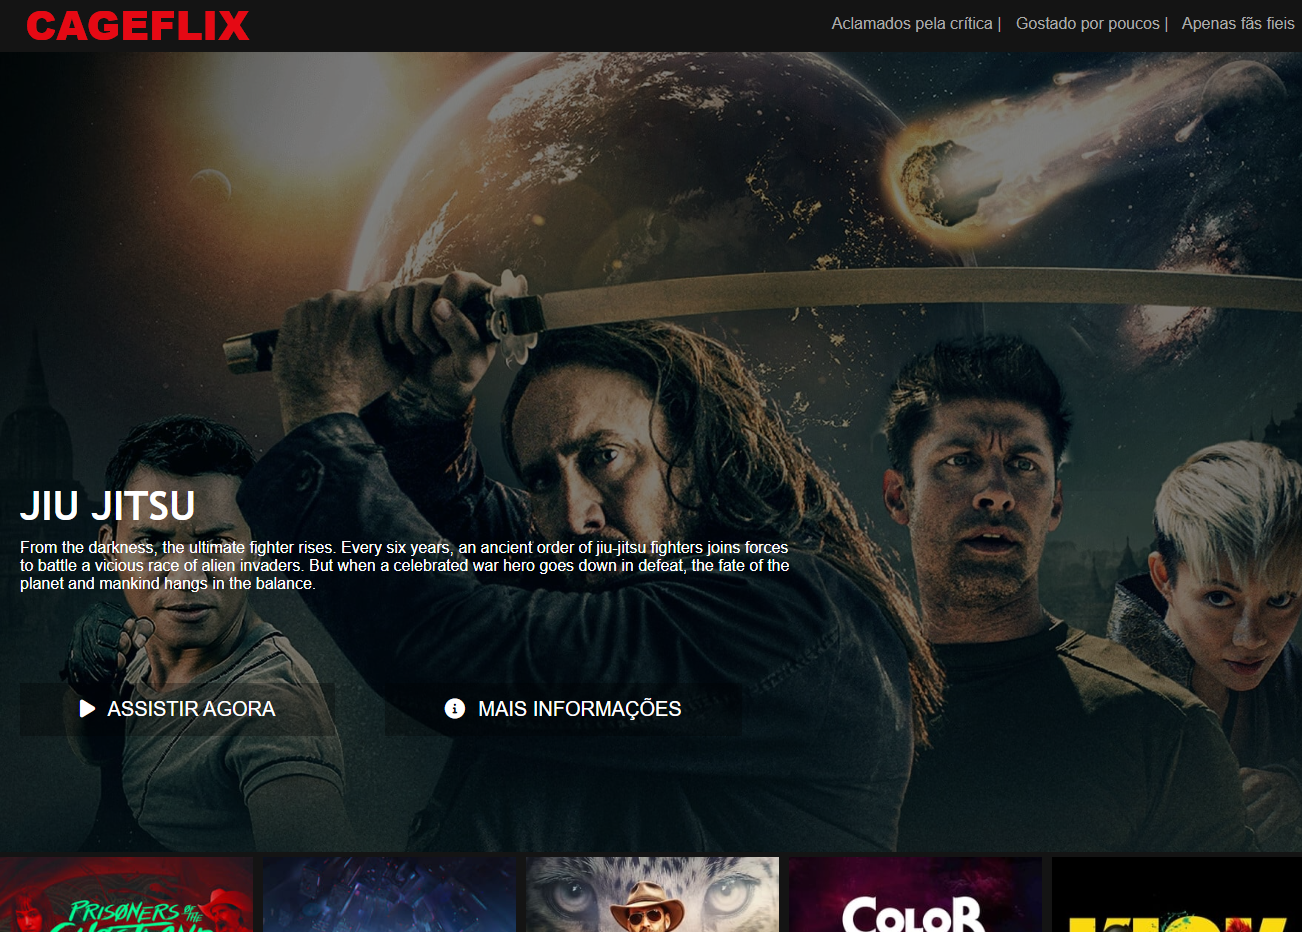 CAGEFLIX
Aclamados pela crítica | Gostado por poucos | Apenas fãs fieis
JIU JITSU
From the darkness, the ultimate fighter rises. Every six years, an ancient order of jiu-jitsu fighters joins forces
to battle a vicious race of alien invaders. But when a celebrated war hero goes down in defeat, the fate of the
planet and mankind hangs in the balance.
ASSISTIR AGORA
MAIS INFORMAÇÕES
PRISONERS OF THE
COLOR